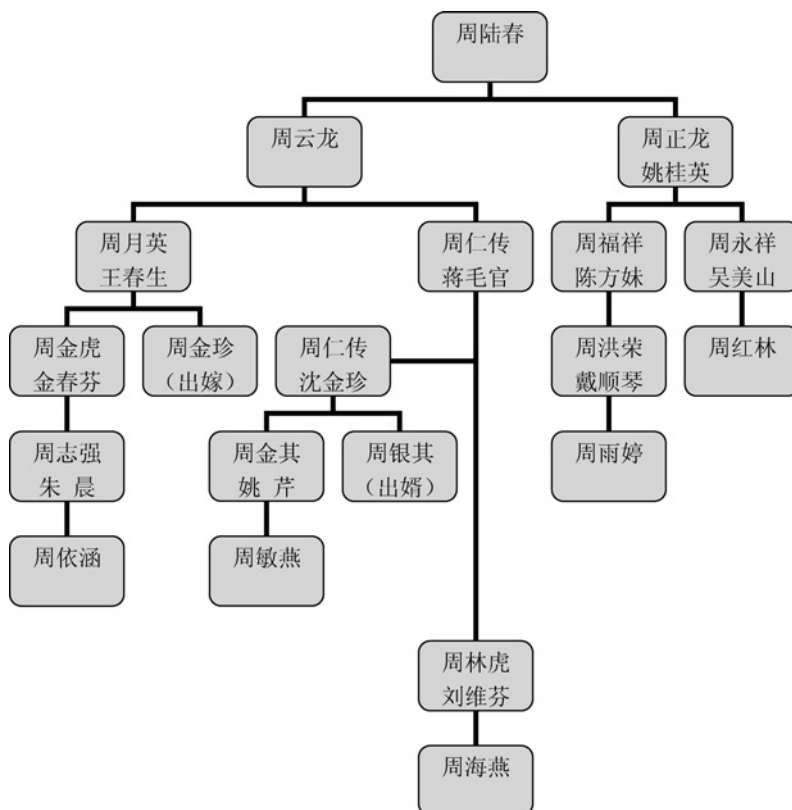 周陆春
周云龙
周正龙
姚桂英
周月英
王春生
周仁传
蒋毛官
周福祥
陈方妹
周永祥
吴美山
周金虎
金春芬
周金珍
（出嫁）
周仁传
沈金珍
周洪荣
戴顺琴
周红林
周志强
朱 晨
周金其
姚 芹
周银其
（出婿）
周雨婷
周依涵
周敏燕
周林虎
刘维芬
周海燕